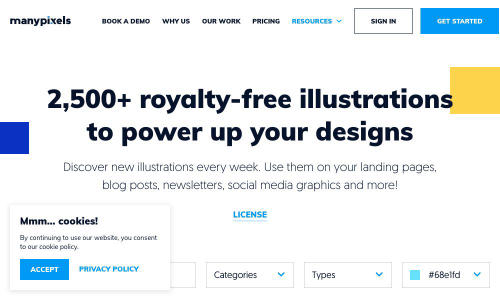 manypixels BOOK A DEMO WHY US OUR WORK PRICING RESOURCES SIGN IN GET STARTED
2,500+ royalty-free illustrations
to power up your designs
Discover new illustrations every week. Use them on your landing pages,
blog posts, newsletters, social media graphics and more!
LICENSE
Mmm... cookies!
By continuing to use our website, you consent
to our cookie policy.
ACCEPT PRIVACY POLICY
Categories Types #68e1fd